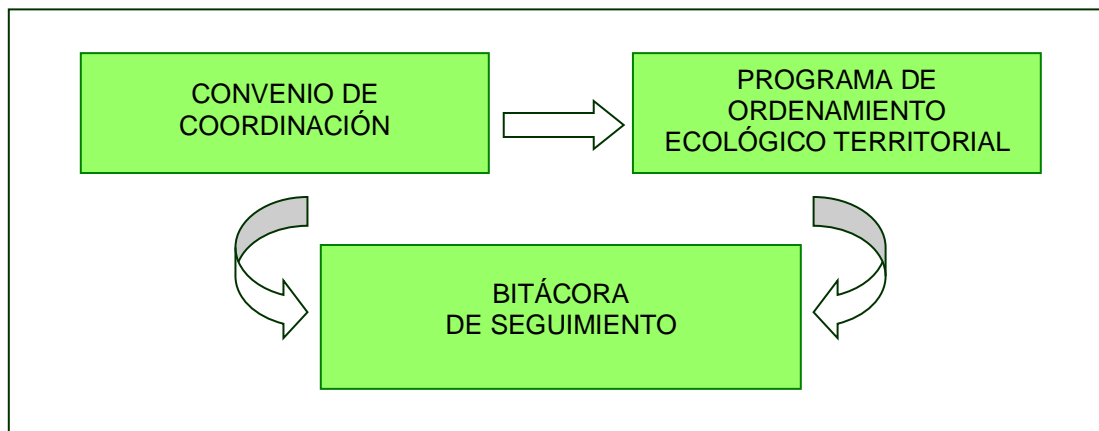 CONVENIO DE
COORDINACIÓN
PROGRAMA DE
ORDENAMIENTO
ECOLÓGICO TERRITORIAL
BITÁCORA
DE SEGUIMIENTO